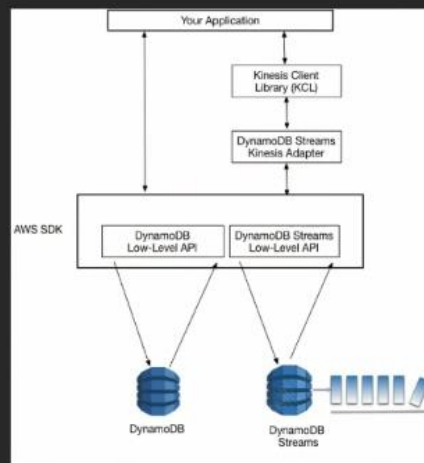 Your Application
Kinesis Client
Library (KCL)
DynamoDB Streams
Kinesis Adapter
AWS SDK
DynamoDB
Low-Level API
DynamoDB Streams
Low-Level API
DynamoDB
DynamoDB
Streams